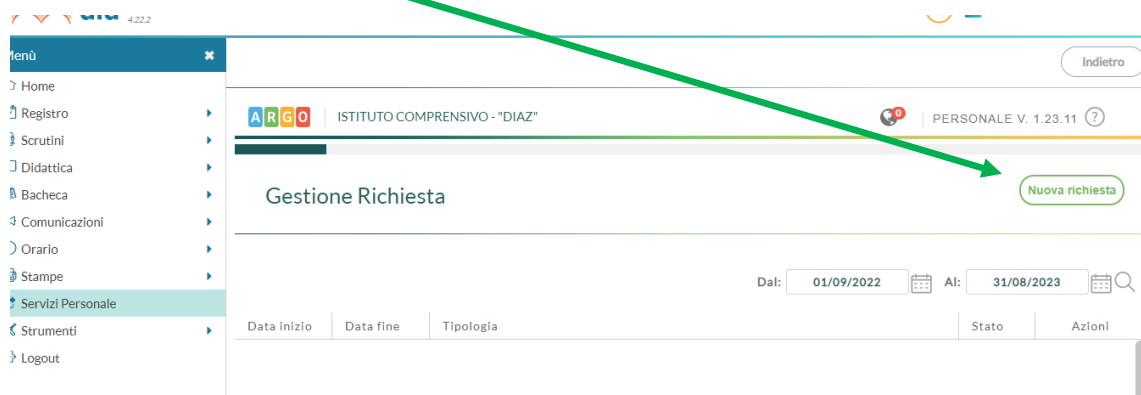 4.22.2
Menù
Indietro
Home
Registro
ARGO ISTITUTO COMPRENSIVO - "DIAZ" 0 PERSONALE V. 1.23.11 ?
Scrutini
Didattica
Bacheca
Gestione Richiesta
Nuova richiesta
Comunicazioni
Orario
Stampe
Dal: 01/09/2022 Al: 31/08/2023
Servizi Personale
Strumenti
Data inizio Data fine Tipologia Stato Azioni
Logout